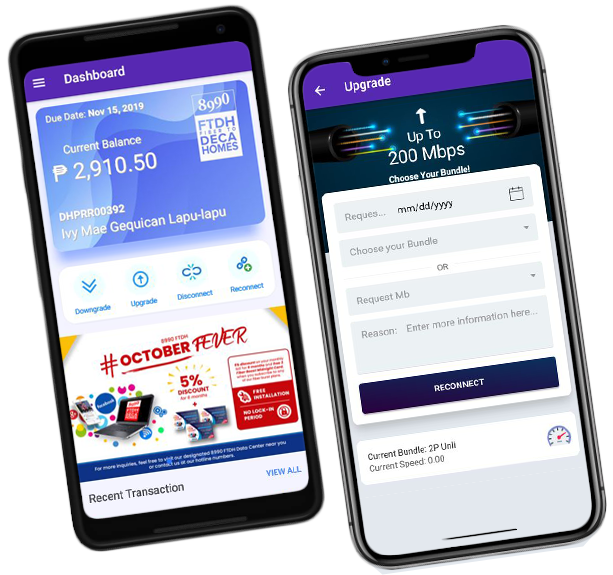 Dashboard
Due Date: Nov 15, 2019
8990
FTDH
FIBER TO
DECA
HOMES
Current Balance
₱ 2,910.50
DHPRR00392
Ivy Mae Gequican Lapu-lapu
Downgrade
Upgrade
Disconnect
Reconnect
8990 FTDH
#OCTOBER FEVER
5%
DISCOUNT
for 6 months
FREE
INSTALLATION
NO LOCK-IN
PERIOD
facebook
For more inquiries, feel free to visit our designated 8990 FTDH Data Center near you
or contact us at our hotline numbers.
Recent Transaction
VIEW ALL
Upgrade
Up To
200 Mbps
Choose Your Bundle!
Reques... mm/dd/yyyy
Choose your Bundle
OR
Request Mb
Reason: Enter more information here...
RECONNECT
Current Bundle: 2P Unli
Current Speed: 0.00